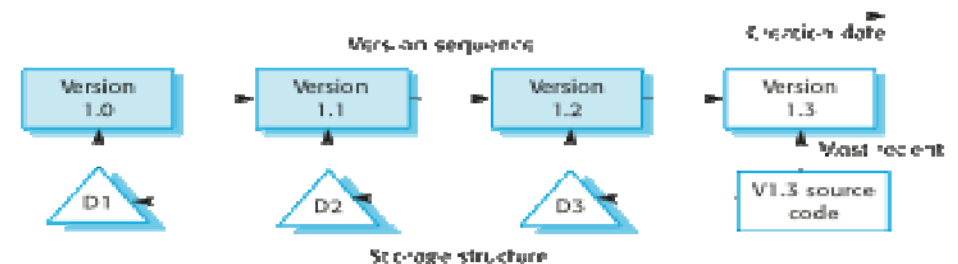 Creation date
Version sequence
Version
1.0
Version
1.1
Version
1.2
Version
1.3
Most recent
D1
D2
D3
V1.3 source
code
Storage structure